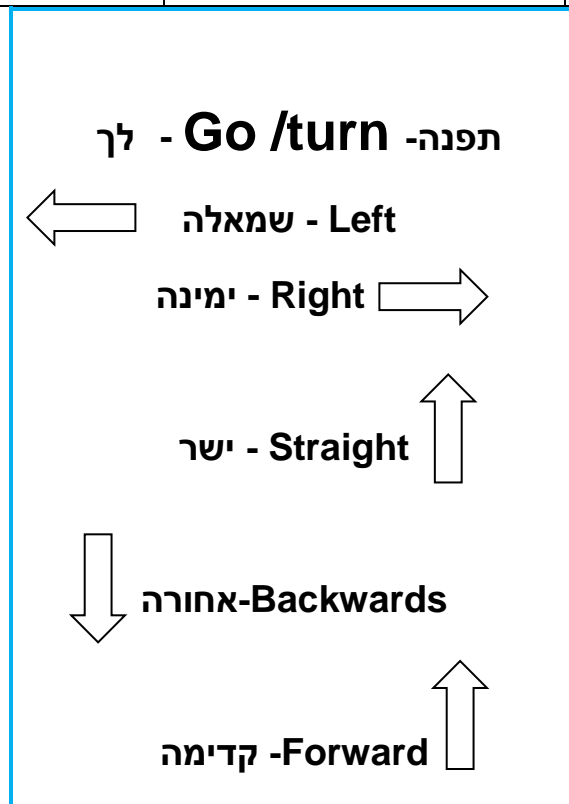 תפנה- Go /turn - לך
Left - שמאלה
Right - ימינה
Straight - ישר
Backwards-אחורה
Forward- קדימה